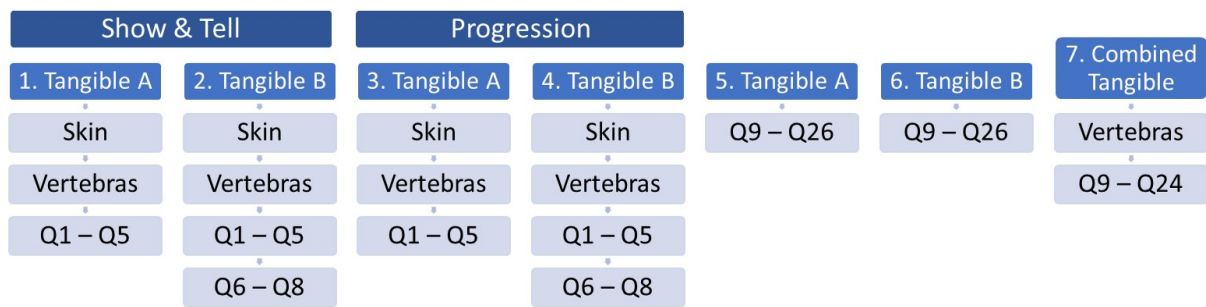 Show & Tell
Progression
1. Tangible A
Skin
Vertebras
Q1 – Q5
2. Tangible B
Skin
Vertebras
Q1 – Q5
Q6 – Q8
3. Tangible A
Skin
Vertebras
Q1 – Q5
4. Tangible B
Skin
Vertebras
Q1 – Q5
Q6 – Q8
5. Tangible A
Q9 – Q26
6. Tangible B
Q9 – Q26
7. Combined
Tangible
Vertebras
Q9 – Q24